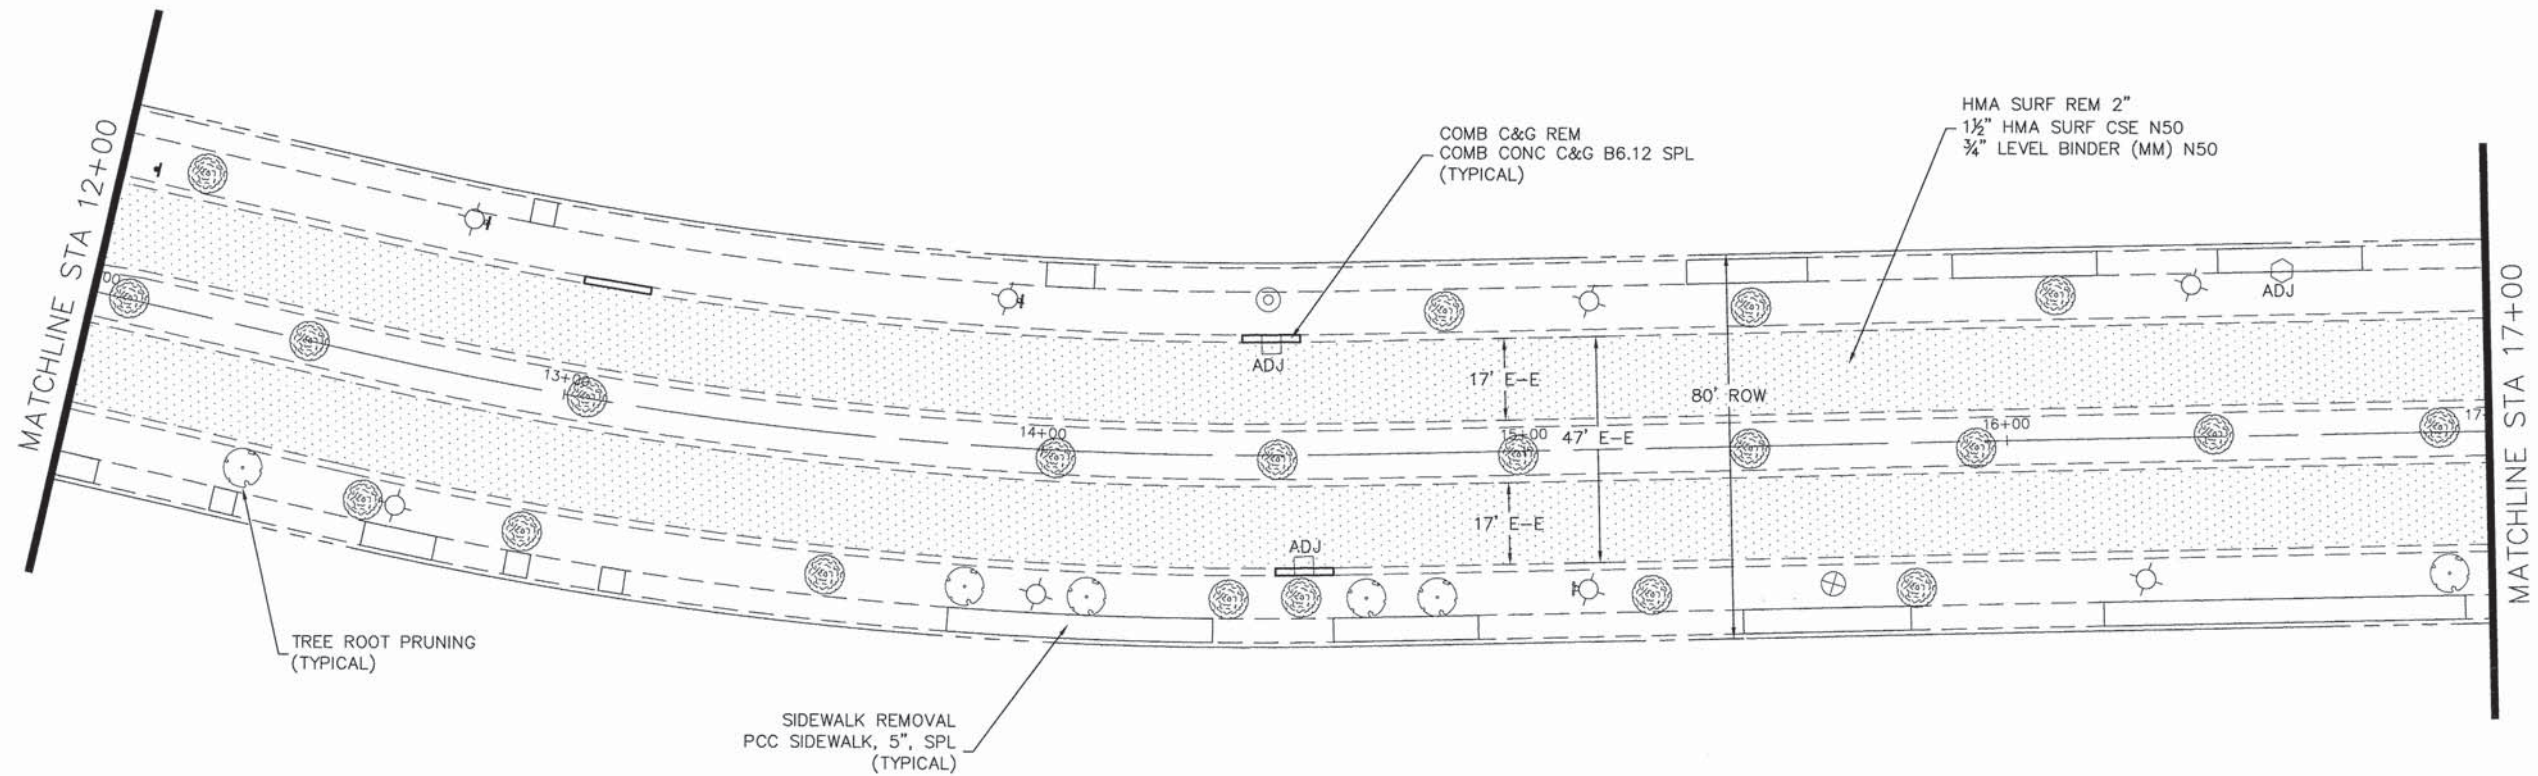 MATCHLINE STA 12+00
COMB C&G REM
COMB CONC C&G B6.12 SPL
(TYPICAL)
HMA SURF REM 2"
1½" HMA SURF CSE N50
¾" LEVEL BINDER (MM) N50
MATCHLINE STA 17+00
ADJ
ADJ
00
13+00
14+00
15+00
16+00
17+
17' E-E
47' E-E
80' ROW
17' E-E
ADJ
TREE ROOT PRUNING
(TYPICAL)
SIDEWALK REMOVAL
PCC SIDEWALK, 5", SPL
(TYPICAL)